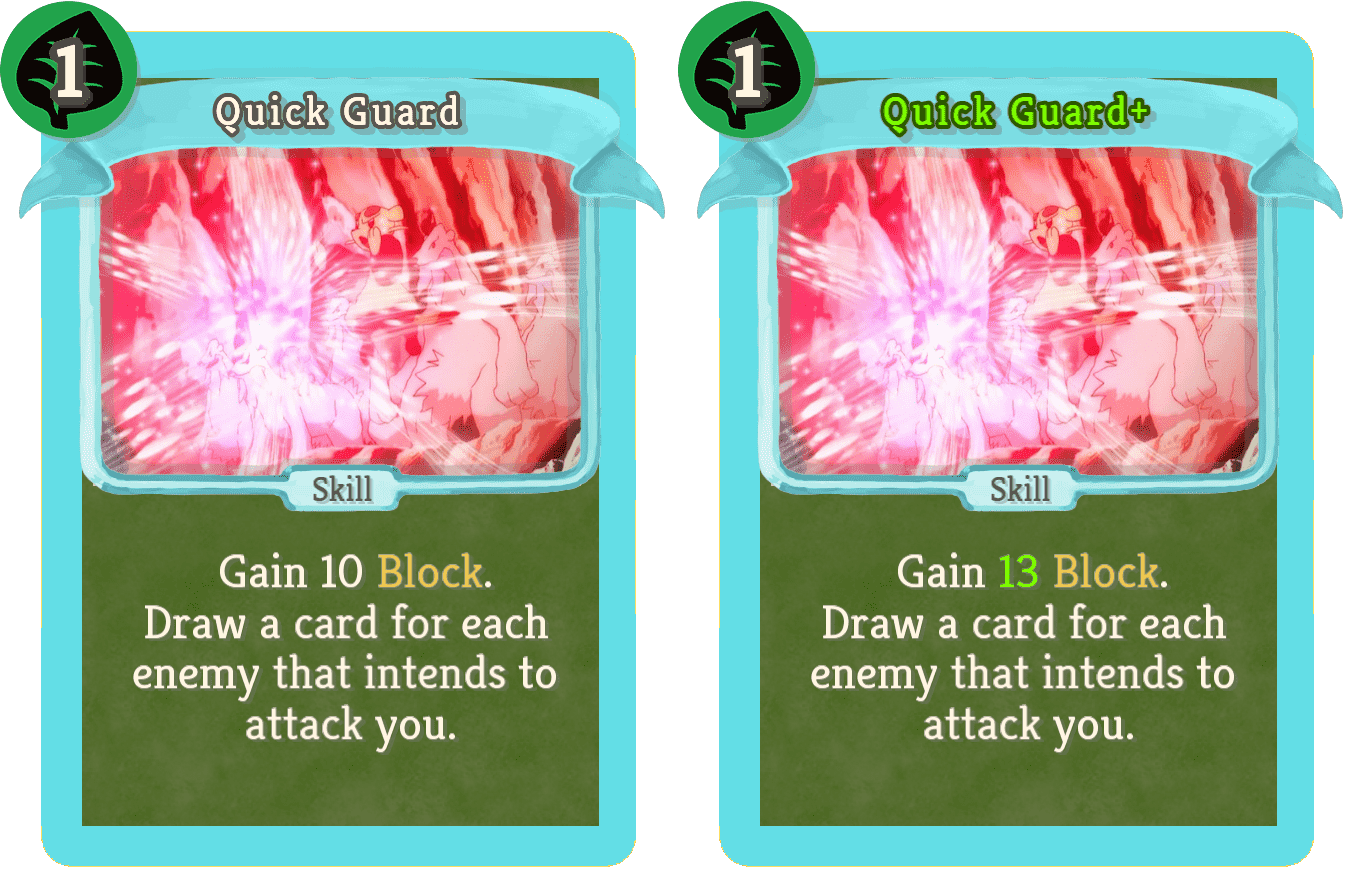 1
Quick Guard
Skill
Gain 10 Block.
Draw a card for each
enemy that intends to
attack you.
1
Quick Guard+
Skill
Gain 13 Block.
Draw a card for each
enemy that intends to
attack you.